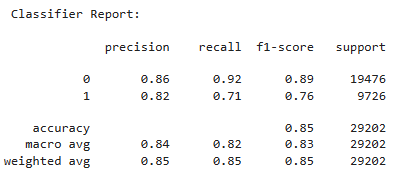 Classifier Report:
precision recall f1-score support
0 0.86 0.92 0.89 19476
1 0.82 0.71 0.76 9726
accuracy 0.85 29202
macro avg 0.84 0.82 0.83 29202
weighted avg 0.85 0.85 0.85 29202